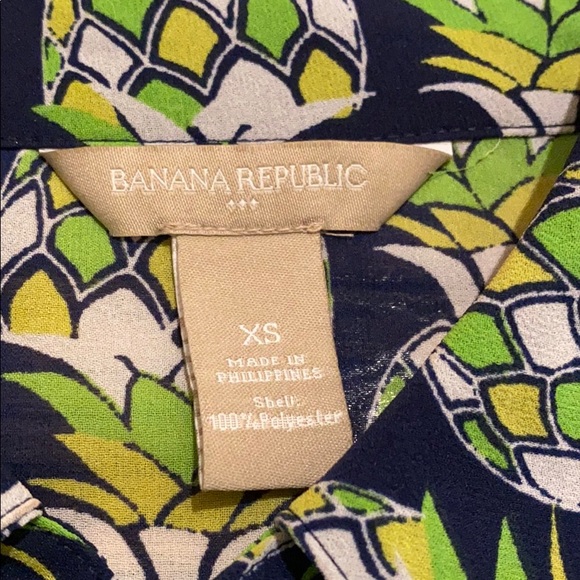 BANANA REPUBLIC
XS
MADE IN
PHILIPPINES
Shell:
100% Polyester